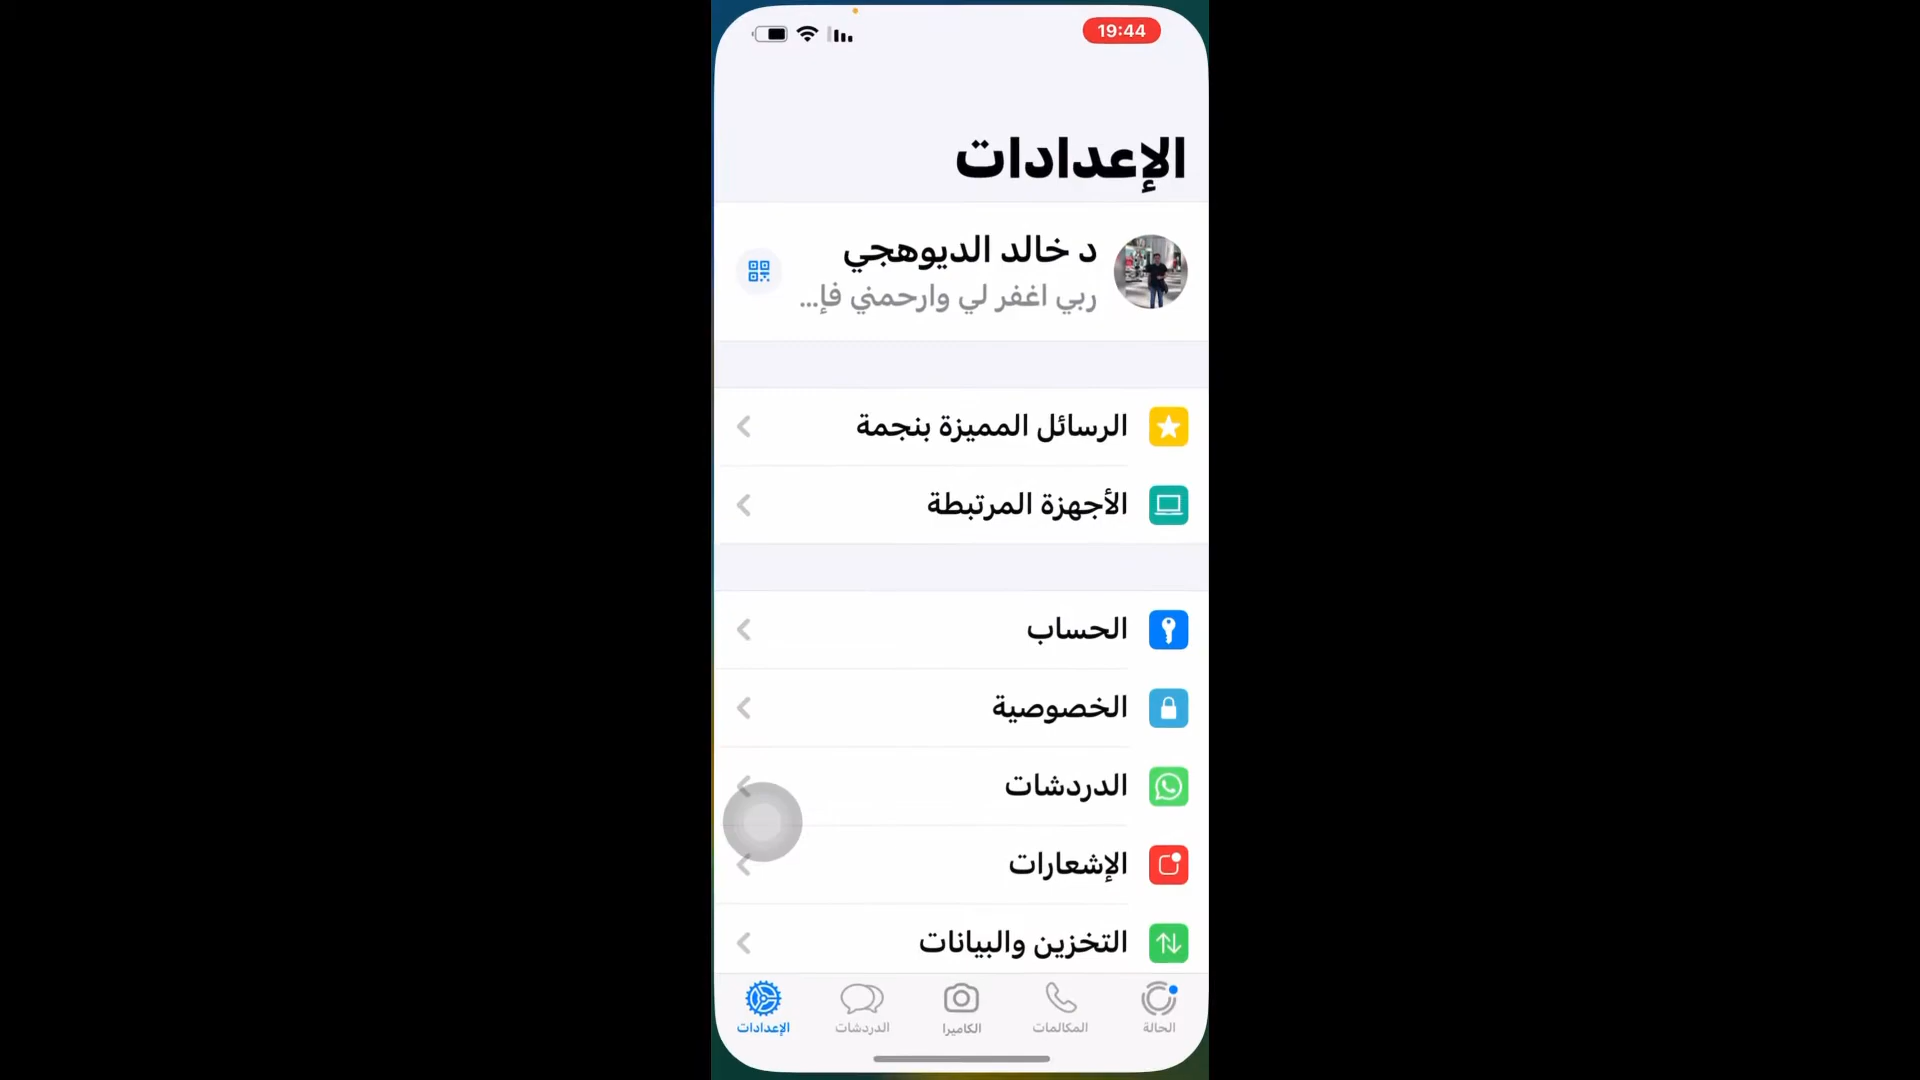 19:44
الإعدادات
د خالد الديوهجي
ربي اغفر لي وارحمني فإ...
الرسائل المميزة بنجمة
الأجهزة المرتبطة
الحساب
الخصوصية
الدردشات
الإشعارات
التخزين والبيانات
الحالة
المكالمات
الكاميرا
الدردشات
الإعدادات